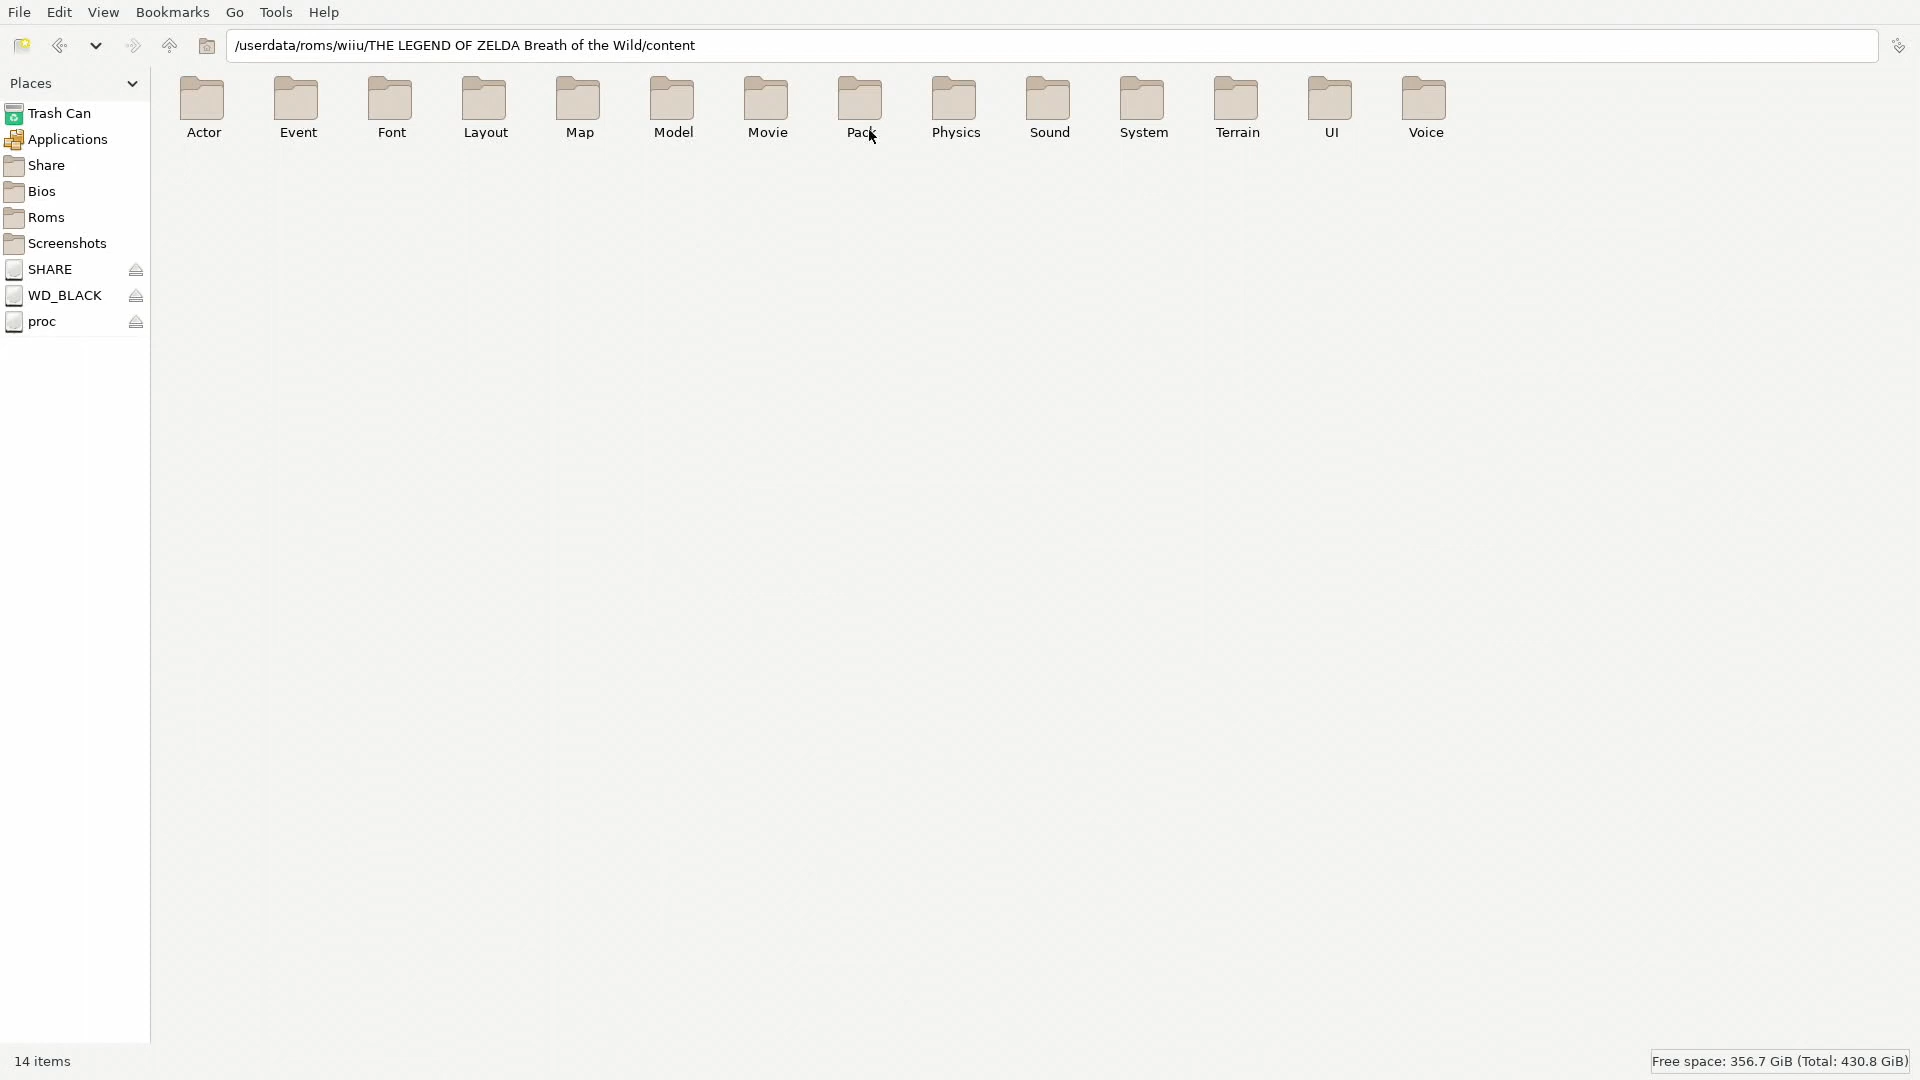 File Edit View Bookmarks Go Tools Help
/userdata/roms/wiiu/THE LEGEND OF ZELDA Breath of the Wild/content
Places
Trash Can
Applications
Share
Bios
Roms
Screenshots
SHARE
WD_BLACK
proc
Actor Event Font Layout Map Model Movie Pack Physics Sound System Terrain UI Voice
14 items
Free space: 356.7 GiB (Total: 430.8 GiB)